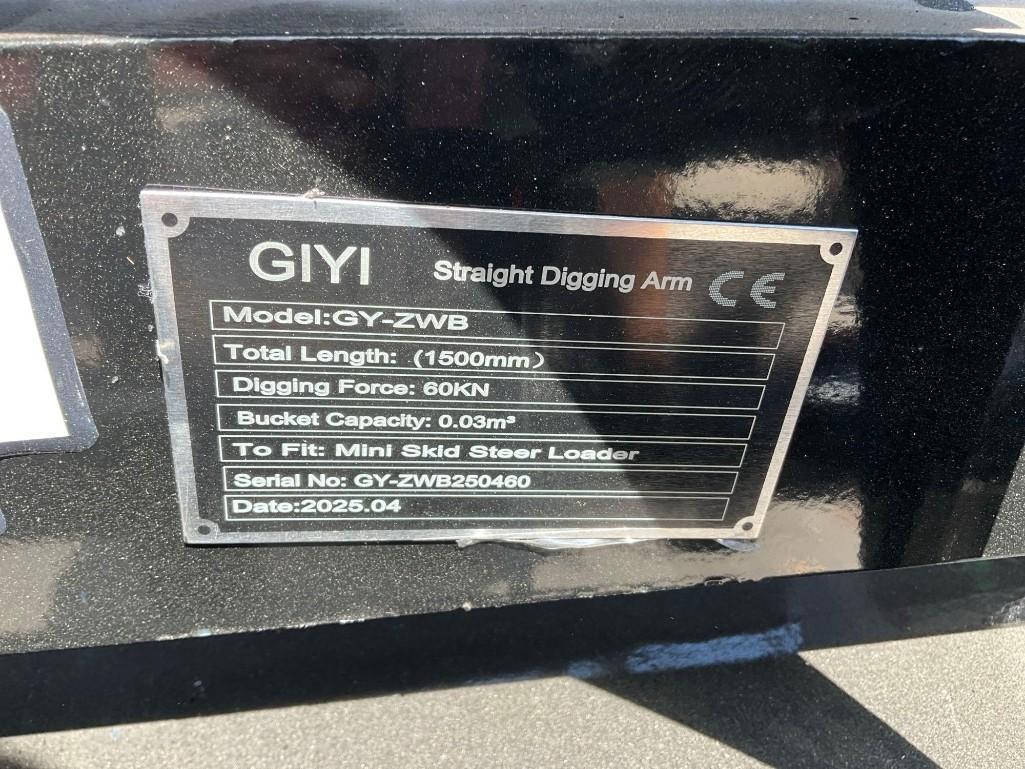 GIYI Straight Digging Arm CE
Model:GY-ZWB
Total Length: (1500mm)
Digging Force: 60KN
Bucket Capacity: 0.03m³
To Fit: Mini Skid Steer Loader
Serial No: GY-ZWB250460
Date:2025.04